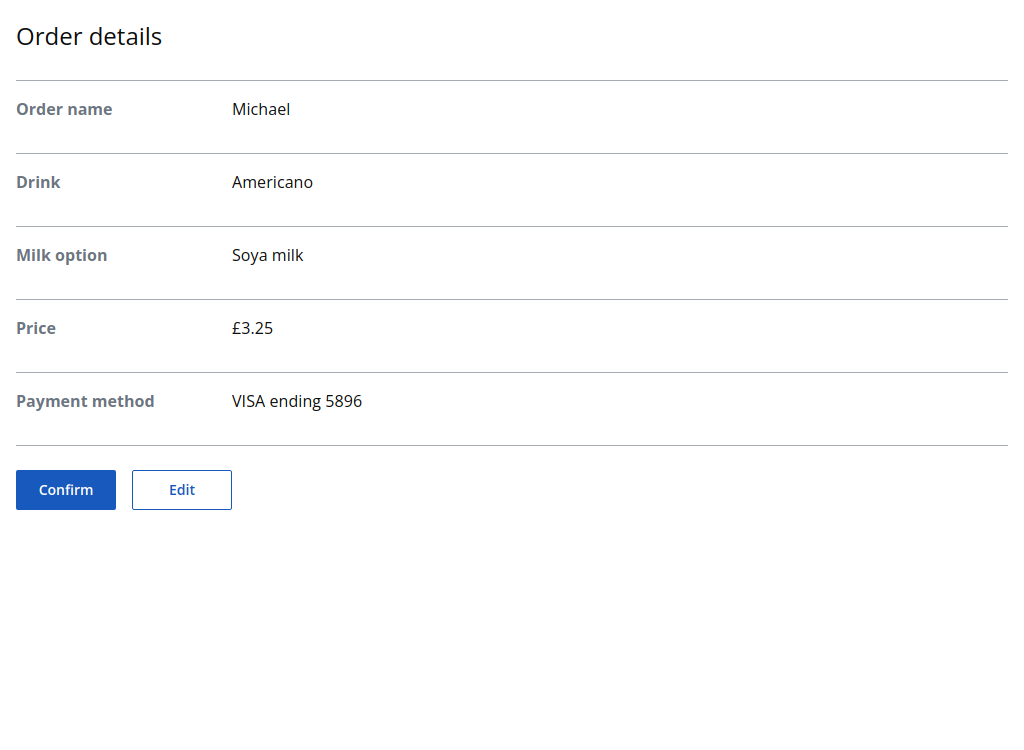 Order details
Order name Michael
Drink Americano
Milk option Soya milk
Price £3.25
Payment method VISA ending 5896
Confirm Edit